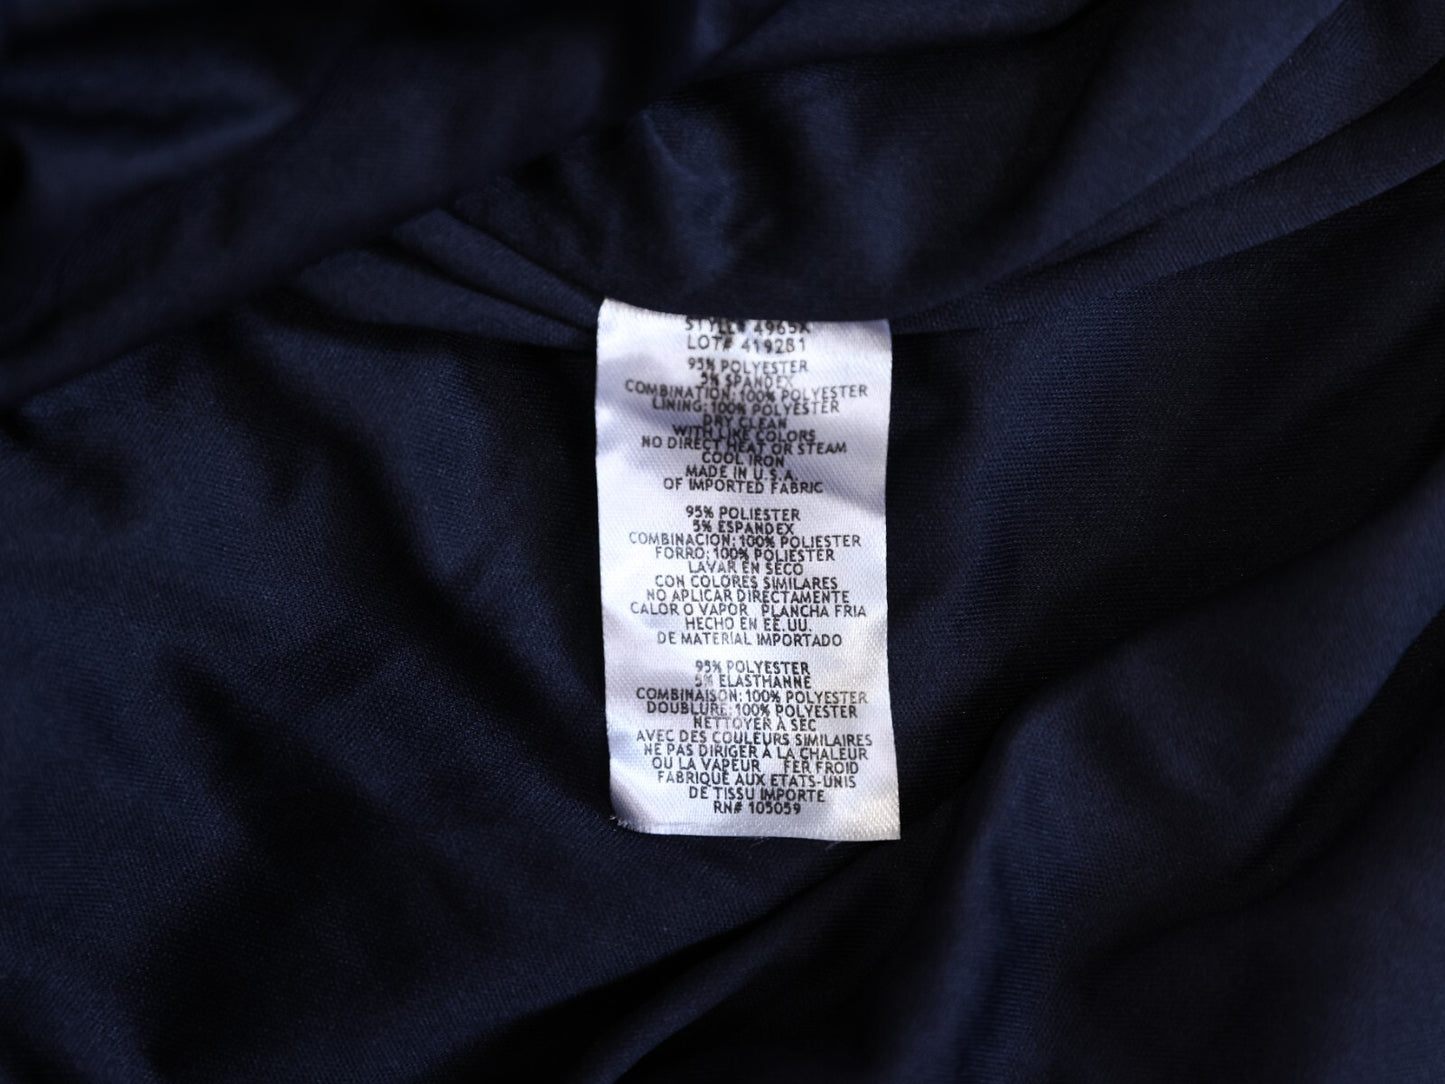 STYLE# 4965X
LOT# 419281
95% POLYESTER
5% SPANDEX
COMBINATION: 100% POLYESTER
LINING: 100% POLYESTER
DRY CLEAN
WITH LIKE COLORS
NO DIRECT HEAT OR STEAM
COOL IRON
MADE IN U.S.A.
OF IMPORTED FABRIC
95% POLIESTER
5% ESPANDEX
COMBINACION: 100% POLIESTER
FORRO: 100% POLIESTER
LAVAR EN SECO
CON COLORES SIMILARES
NO APLICAR DIRECTAMENTE
CALOR O VAPOR PLANCHA FRIA
HECHO EN EE.UU.
DE MATERIAL IMPORTADO
95% POLYESTER
5% ELASTHANNE
COMBINAISON: 100% POLYESTER
DOUBLURE: 100% POLYESTER
NETTOYER A SEC
AVEC DES COULEURS SIMILAIRES
NE PAS DIRIGER A LA CHALEUR
OU LA VAPEUR FER FROID
FABRIQUE AUX ETATS-UNIS
DE TISSU IMPORTE
RN# 105059